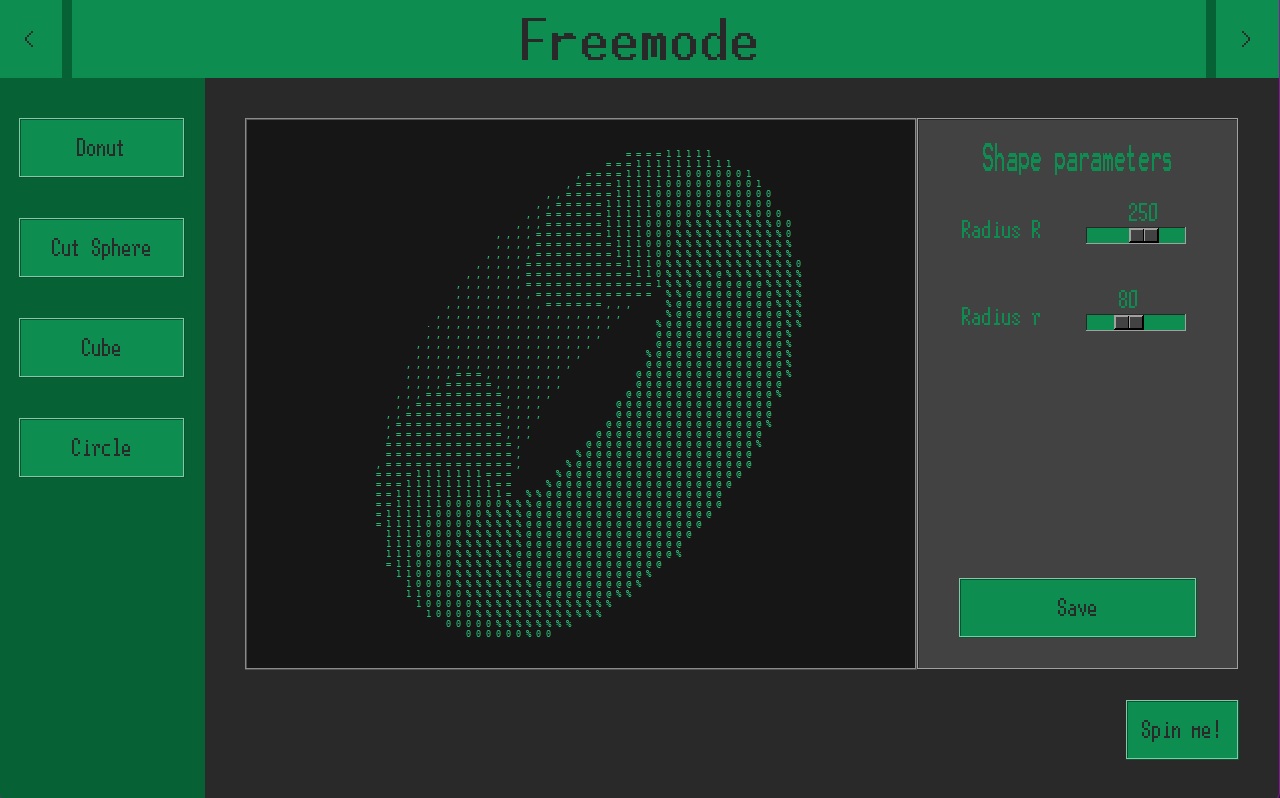 <
Freemode
>
Donut
Cut Sphere
Cube
Circle
Shape parameters
250
Radius R
80
Radius r
Save
Spin me!